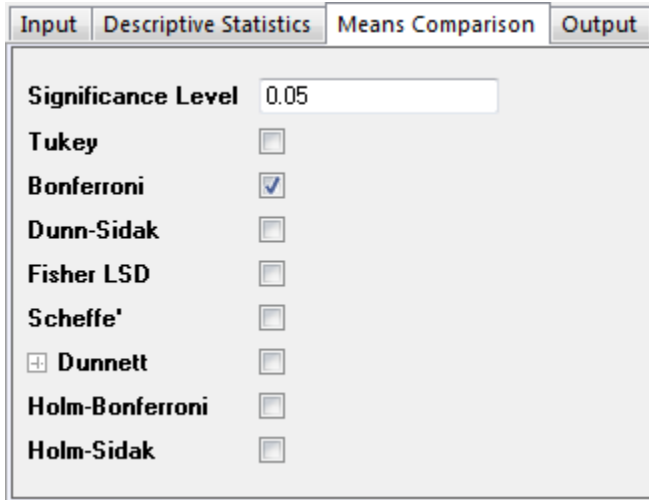 Input Descriptive Statistics Means Comparison Output
Significance Level 0.05
Tukey
Bonferroni
Dunn-Sidak
Fisher LSD
Scheffe'
Dunnett
Holm-Bonferroni
Holm-Sidak